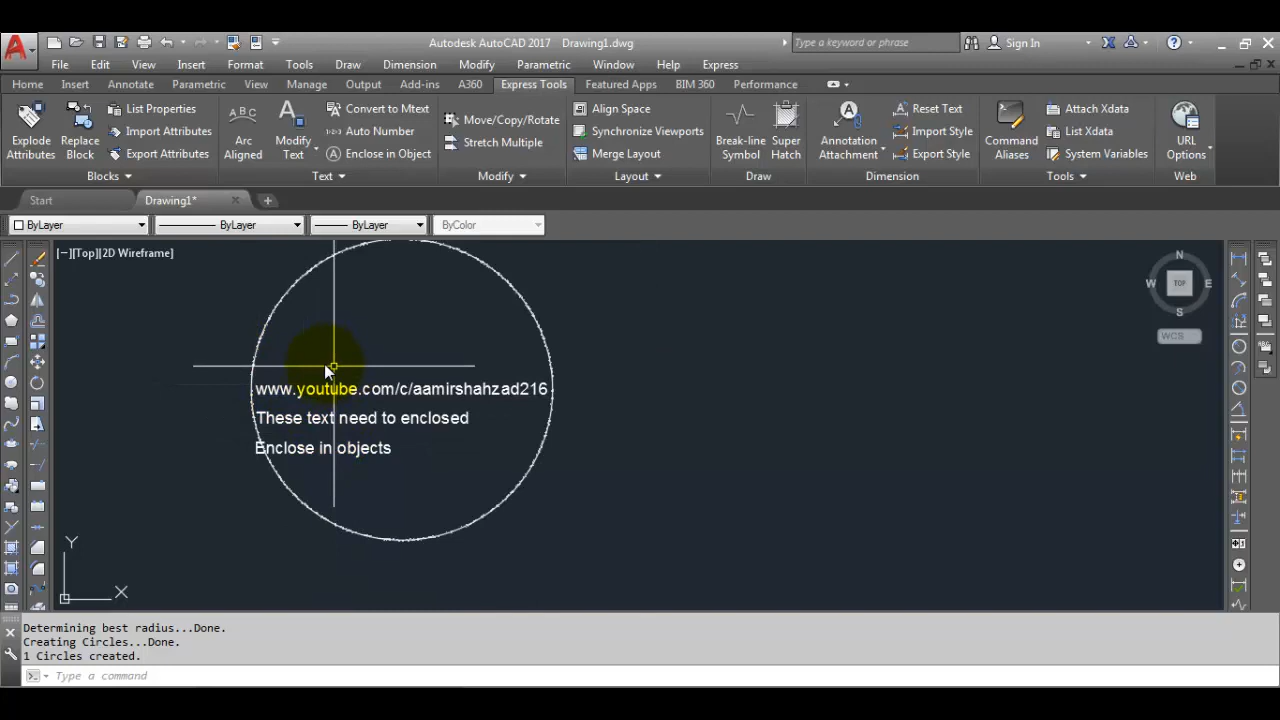 Autodesk AutoCAD 2017 Drawing1.dwg Type a keyword or phrase Sign In
File Edit View Insert Format Tools Draw Dimension Modify Parametric Window Help Express
Home Insert Annotate Parametric View Manage Output Add-ins A360 Express Tools Featured Apps BIM 360 Performance
Explode Attributes
Replace Block
List Properties
Import Attributes
Export Attributes
Blocks
Arc Aligned
Modify Text
Convert to Mtext
Auto Number
Enclose in Object
Text
Move/Copy/Rotate
Stretch Multiple
Modify
Align Space
Synchronize Viewports
Merge Layout
Layout
Break-line Symbol
Super Hatch
Draw
Annotation Attachment
Reset Text
Import Style
Export Style
Dimension
Command Aliases
Attach Xdata
List Xdata
System Variables
Tools
URL Options
Web
Start Drawing1*
ByLayer ByLayer ByLayer ByColor
[−][Top][2D Wireframe]
N
W TOP E
S
WCS
www.youtube.com/c/aamirshahzad216
These text need to enclosed
Enclose in objects
Y
X
Determining best radius...Done.
Creating Circles...Done.
1 Circles created.
Type a command